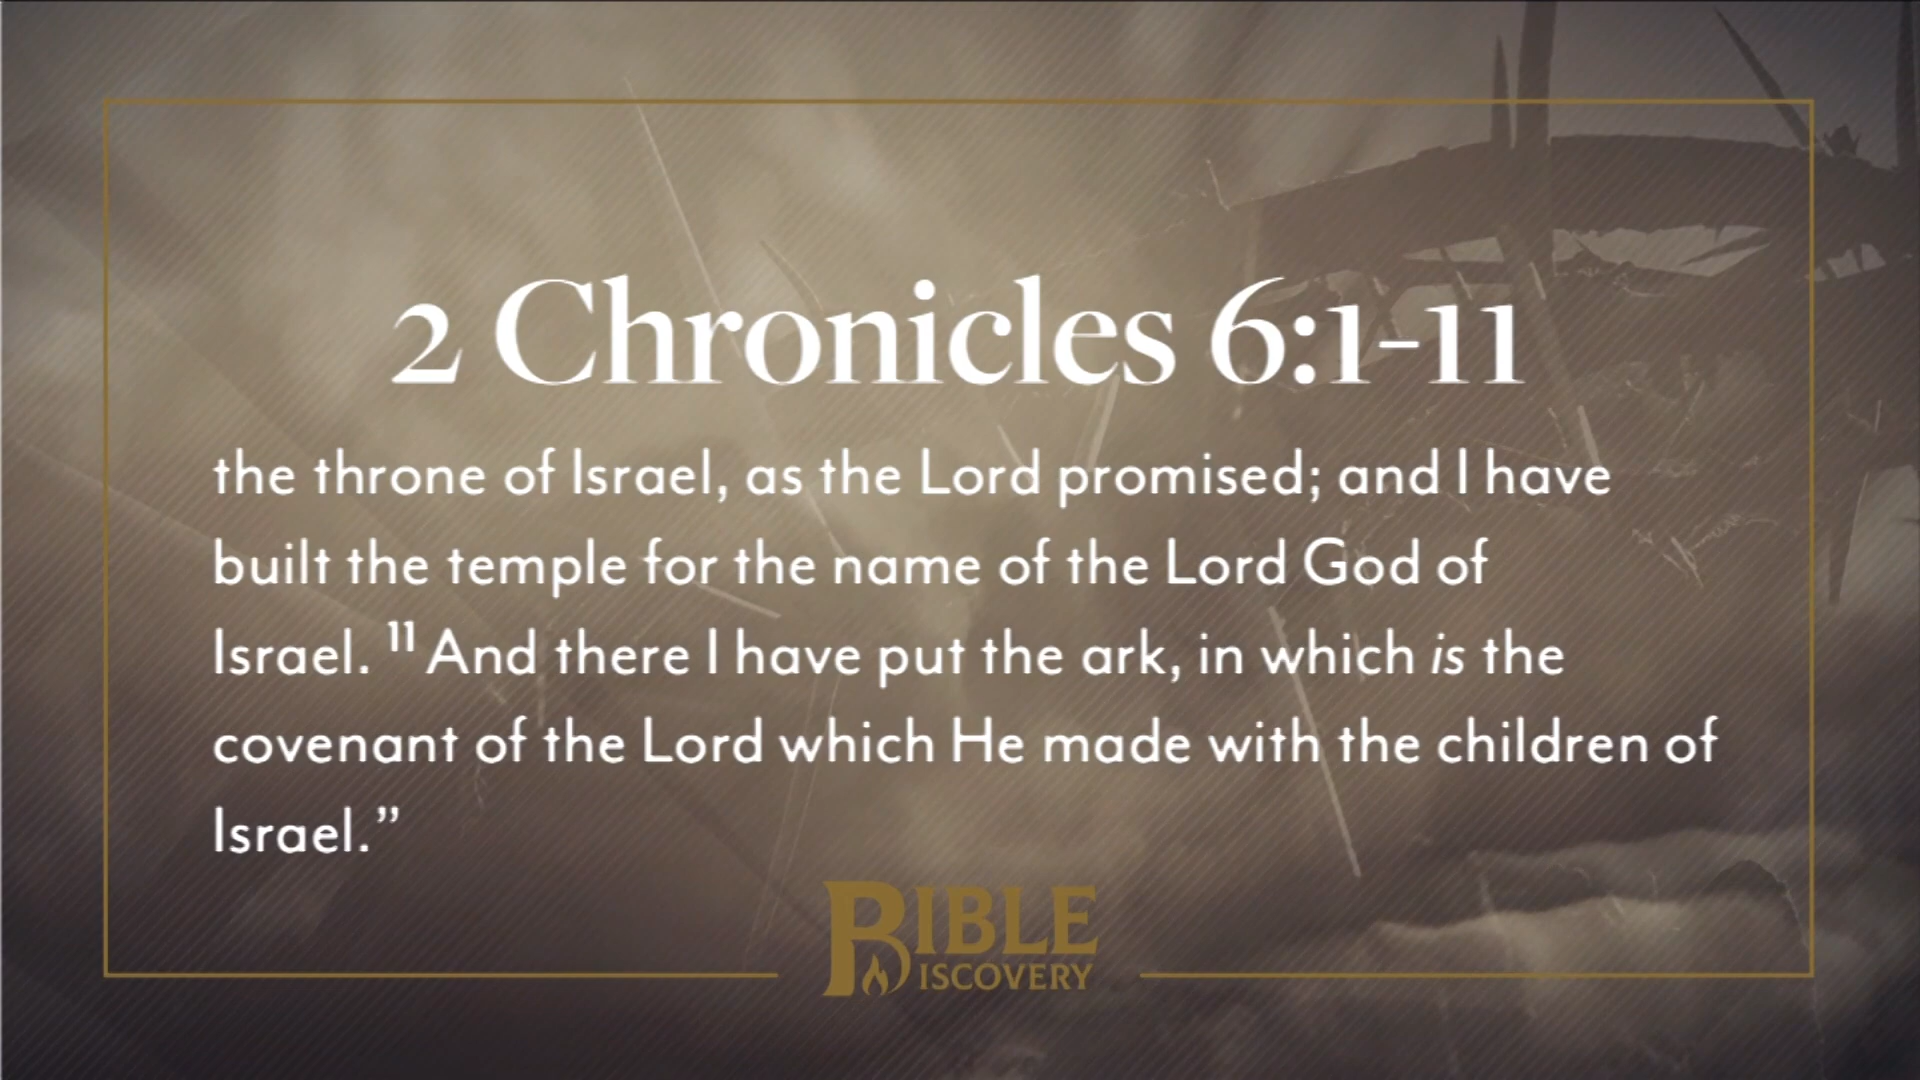 2 Chronicles 6:1-11
the throne of Israel, as the Lord promised; and I have
built the temple for the name of the Lord God of
Israel. 11 And there I have put the ark, in which is the
covenant of the Lord which He made with the children of
Israel.”
BIBLE
DISCOVERY